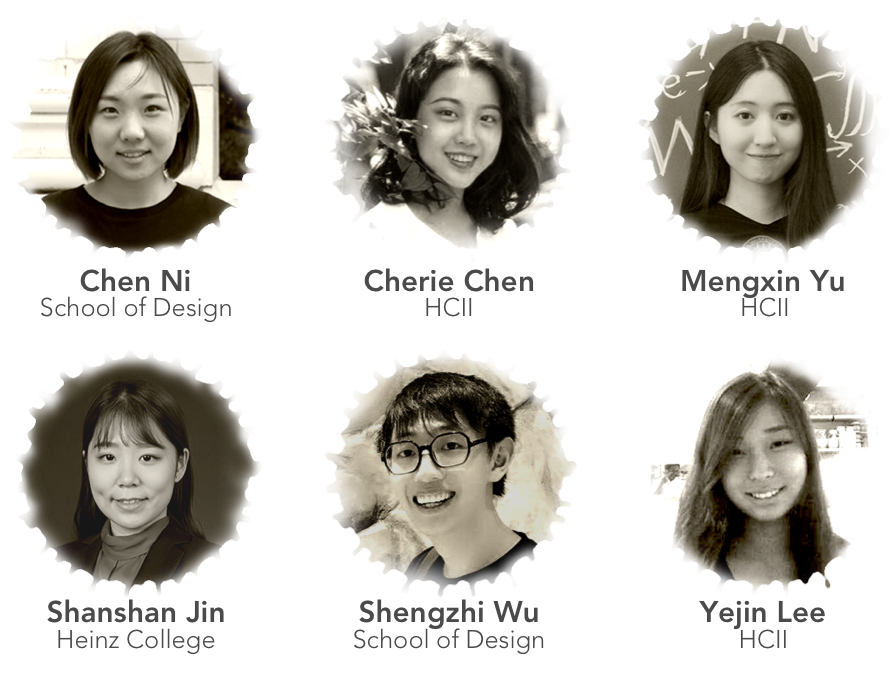 Chen Ni
School of Design
Cherie Chen
HCII
Mengxin Yu
HCII
Shanshan Jin
Heinz College
Shengzhi Wu
School of Design
Yejin Lee
HCII